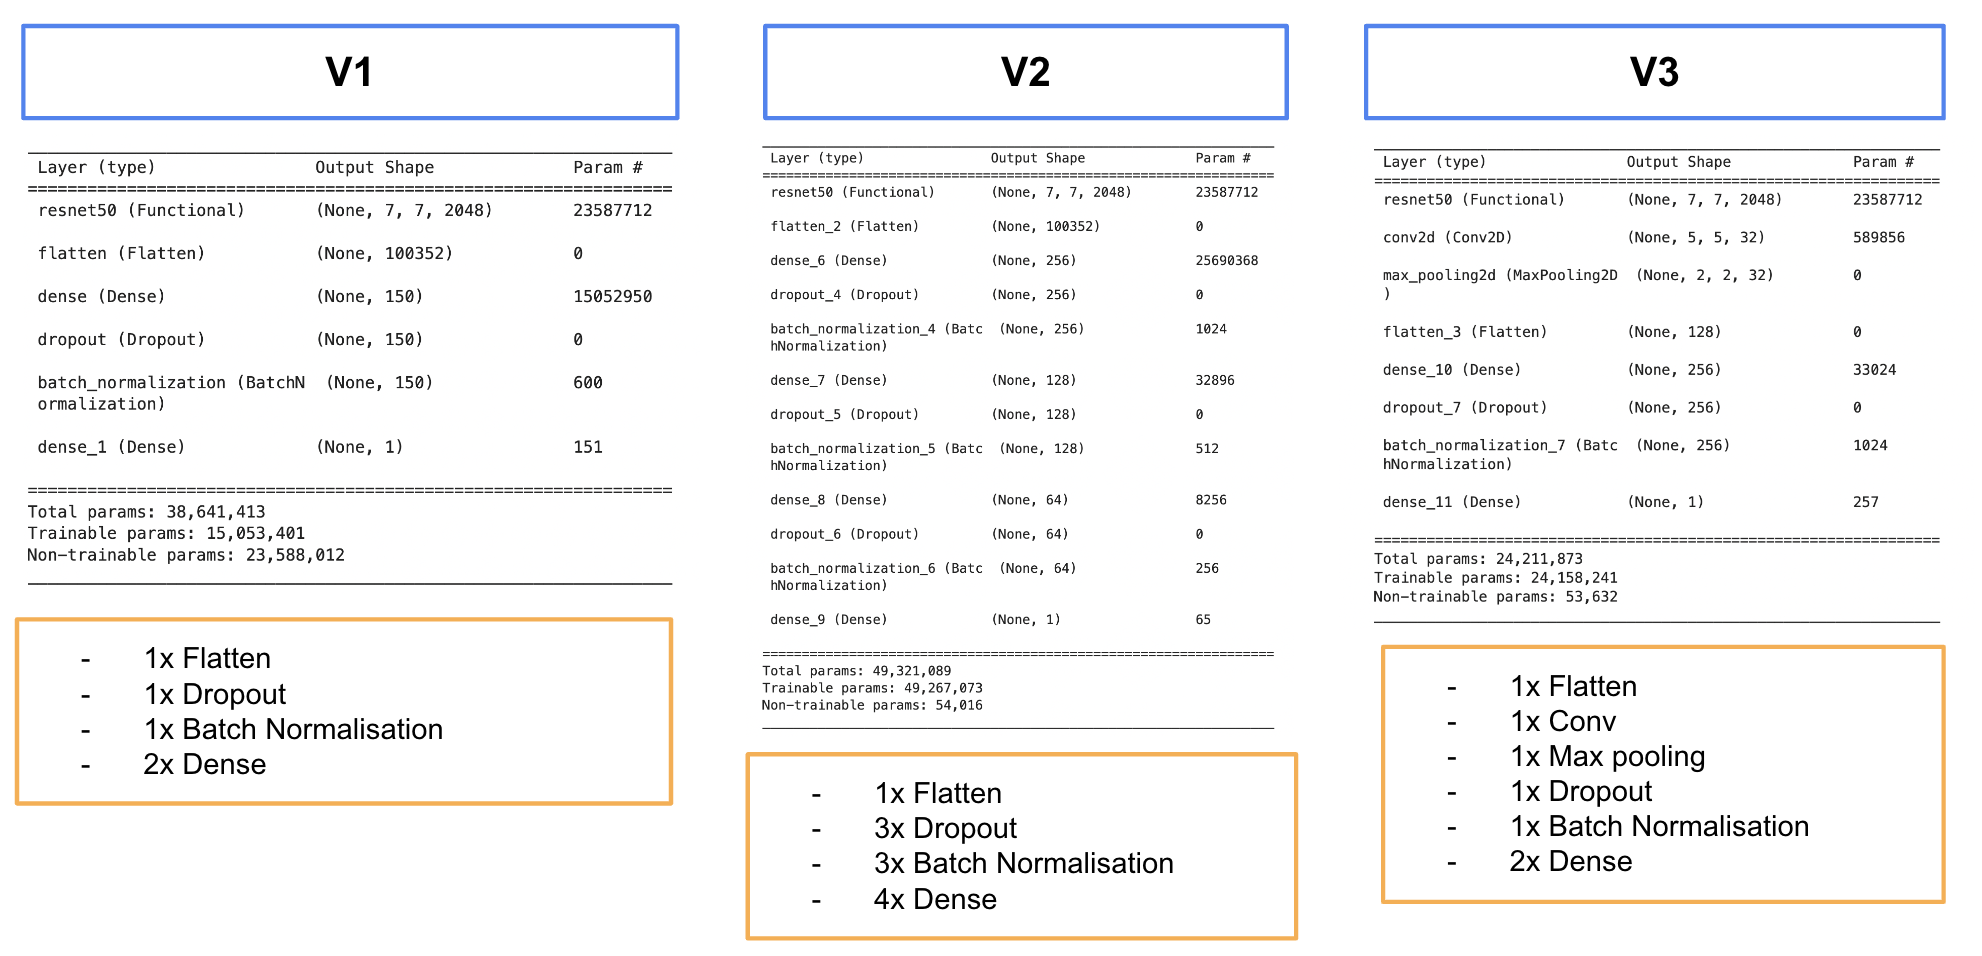 V1
Layer (type) Output Shape Param #
resnet50 (Functional) (None, 7, 7, 2048) 23587712
flatten (Flatten) (None, 100352) 0
dense (Dense) (None, 150) 15052950
dropout (Dropout) (None, 150) 0
batch_normalization (BatchN (None, 150) 600
ormalization)
dense_1 (Dense) (None, 1) 151
Total params: 38,641,413
Trainable params: 15,053,401
Non-trainable params: 23,588,012
- 1x Flatten
- 1x Dropout
- 1x Batch Normalisation
- 2x Dense
V2
Layer (type) Output Shape Param #
resnet50 (Functional) (None, 7, 7, 2048) 23587712
flatten_2 (Flatten) (None, 100352) 0
dense_6 (Dense) (None, 256) 25690368
dropout_4 (Dropout) (None, 256) 0
batch_normalization_4 (Batc (None, 256) 1024
hNormalization)
dense_7 (Dense) (None, 128) 32896
dropout_5 (Dropout) (None, 128) 0
batch_normalization_5 (Batc (None, 128) 512
hNormalization)
dense_8 (Dense) (None, 64) 8256
dropout_6 (Dropout) (None, 64) 0
batch_normalization_6 (Batc (None, 64) 256
hNormalization)
dense_9 (Dense) (None, 1) 65
Total params: 49,321,089
Trainable params: 49,267,073
Non-trainable params: 54,016
- 1x Flatten
- 3x Dropout
- 3x Batch Normalisation
- 4x Dense
V3
Layer (type) Output Shape Param #
resnet50 (Functional) (None, 7, 7, 2048) 23587712
conv2d (Conv2D) (None, 5, 5, 32) 589856
max_pooling2d (MaxPooling2D (None, 2, 2, 32) 0
)
flatten_3 (Flatten) (None, 128) 0
dense_10 (Dense) (None, 256) 33024
dropout_7 (Dropout) (None, 256) 0
batch_normalization_7 (Batc (None, 256) 1024
hNormalization)
dense_11 (Dense) (None, 1) 257
Total params: 24,211,873
Trainable params: 24,158,241
Non-trainable params: 53,632
- 1x Flatten
- 1x Conv
- 1x Max pooling
- 1x Dropout
- 1x Batch Normalisation
- 2x Dense